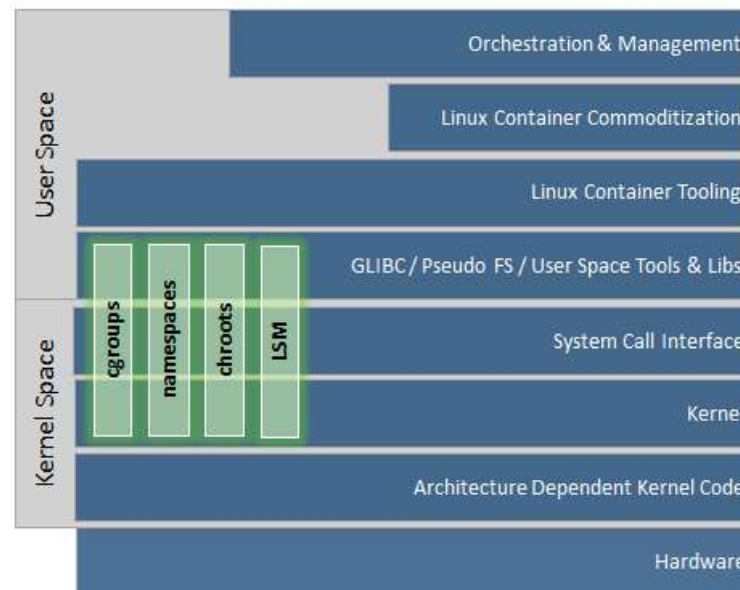 Orchestration & Management
Linux Container Commoditization
User Space
Linux Container Tooling
GLIBC / Pseudo FS / User Space Tools & Libs
cgroups
namespaces
chroots
LSM
System Call Interface
Kernel Space
Kerne
Architecture Dependent Kernel Code
Hardware